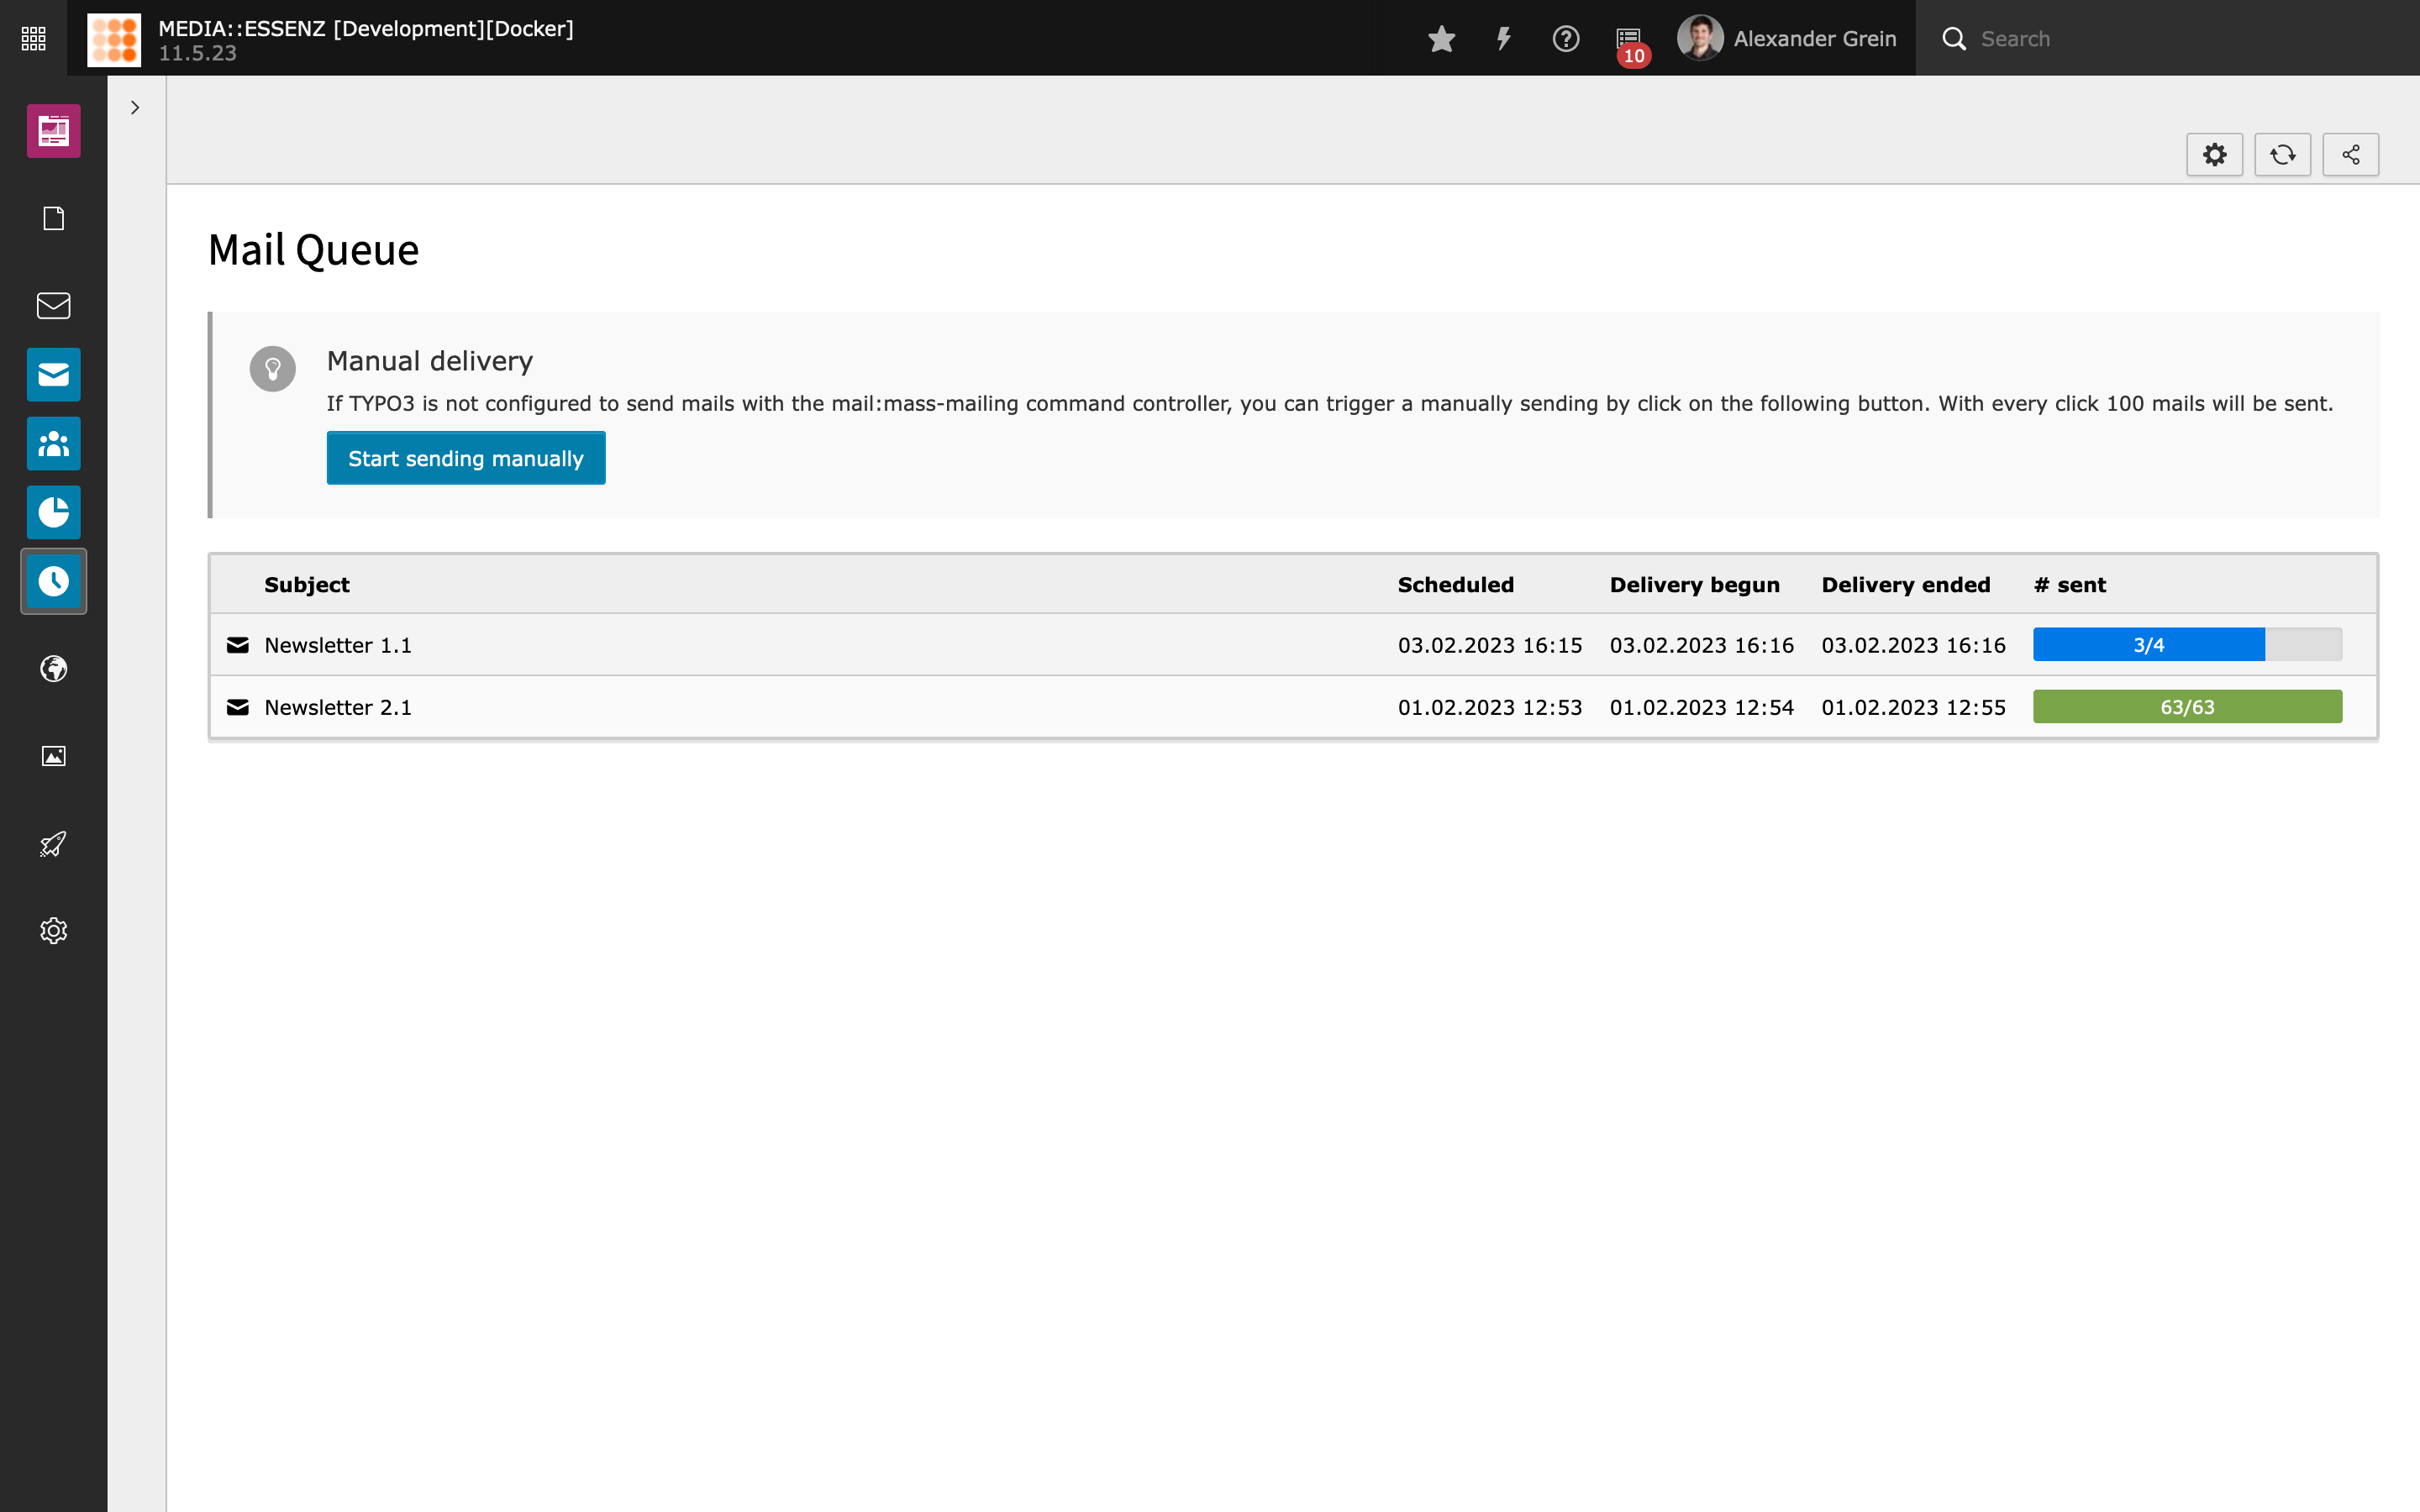 MEDIA::ESSENZ [Development][Docker]
11.5.23
10
Alexander Grein
Search
Mail Queue
Manual delivery
If TYPO3 is not configured to send mails with the mail:mass-mailing command controller, you can trigger a manually sending by click on the following button. With every click 100 mails will be sent.
Start sending manually
Subject Scheduled Delivery begun Delivery ended # sent
Newsletter 1.1 03.02.2023 16:15 03.02.2023 16:16 03.02.2023 16:16 3/4
Newsletter 2.1 01.02.2023 12:53 01.02.2023 12:54 01.02.2023 12:55 63/63